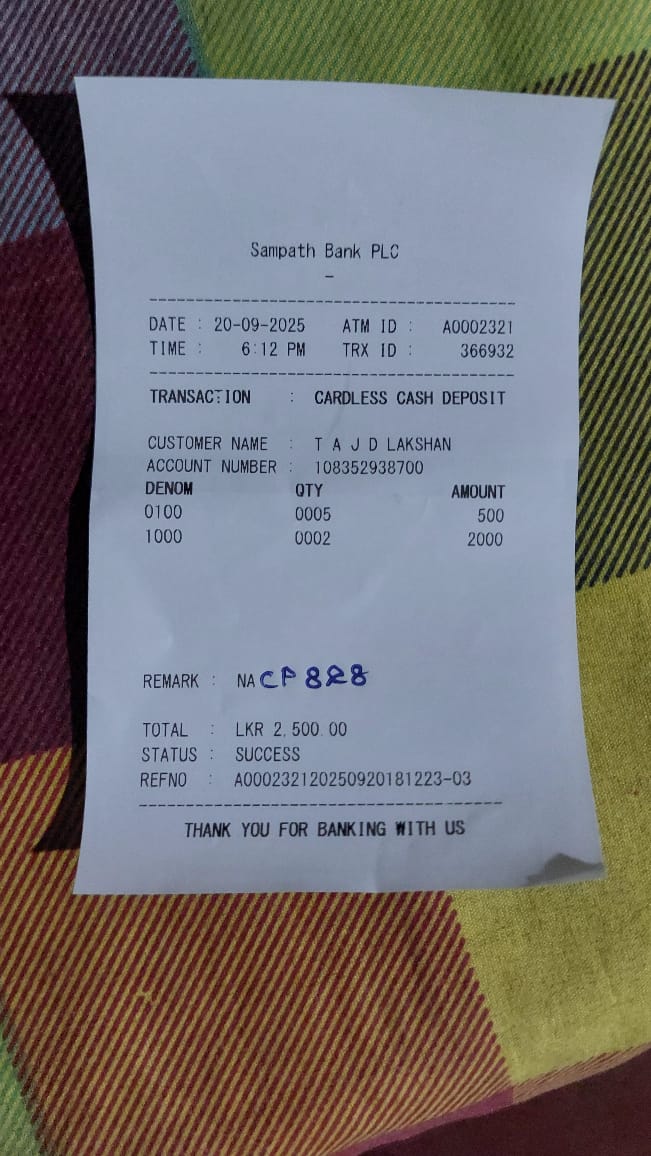 Sampath Bank PLC
-
----------------------------------------
DATE : 20-09-2025 ATM ID : A0002321
TIME : 6:12 PM TRX ID : 366932
----------------------------------------
TRANSACTION : CARDLESS CASH DEPOSIT
CUSTOMER NAME : T A J D LAKSHAN
ACCOUNT NUMBER : 108352938700
DENOM QTY AMOUNT
0100 0005 500
1000 0002 2000
REMARK : NA CP 828
TOTAL : LKR 2,500.00
STATUS : SUCCESS
REFNO : A000232120250920181223-03
----------------------------------------
THANK YOU FOR BANKING WITH US